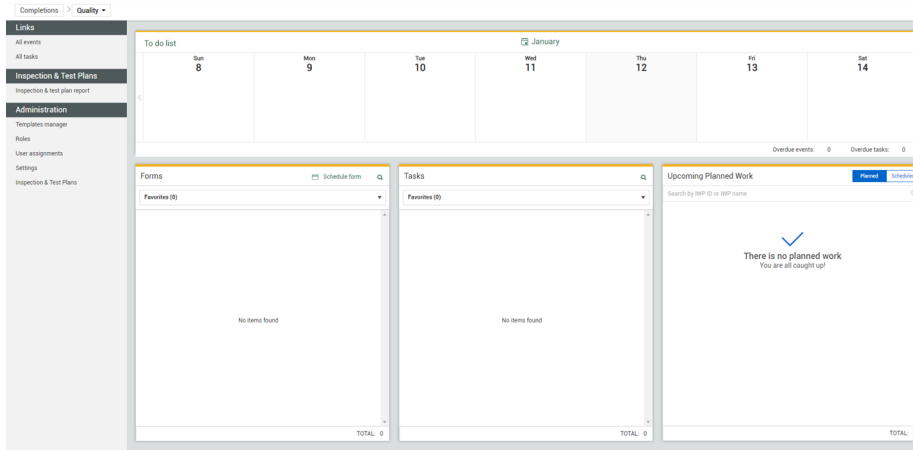 Completions > Quality
Links
All events
All tasks
Inspection & Test Plans
Inspection & test plan report
Administration
Templates manager
Roles
User assignments
Settings
Inspection & Test Plans
To do list
January
Sun Mon Tue Wed Thu Fri Sat
8 9 10 11 12 13 14
Overdue events: 0 Overdue tasks: 0
Forms Schedule form
Favorites (0)
No items found
TOTAL: 0
Tasks
Favorites (0)
No items found
TOTAL: 0
Upcoming Planned Work Planned Scheduled
Search by IWP ID or IWP name
There is no planned work
You are all caught up!
TOTAL: